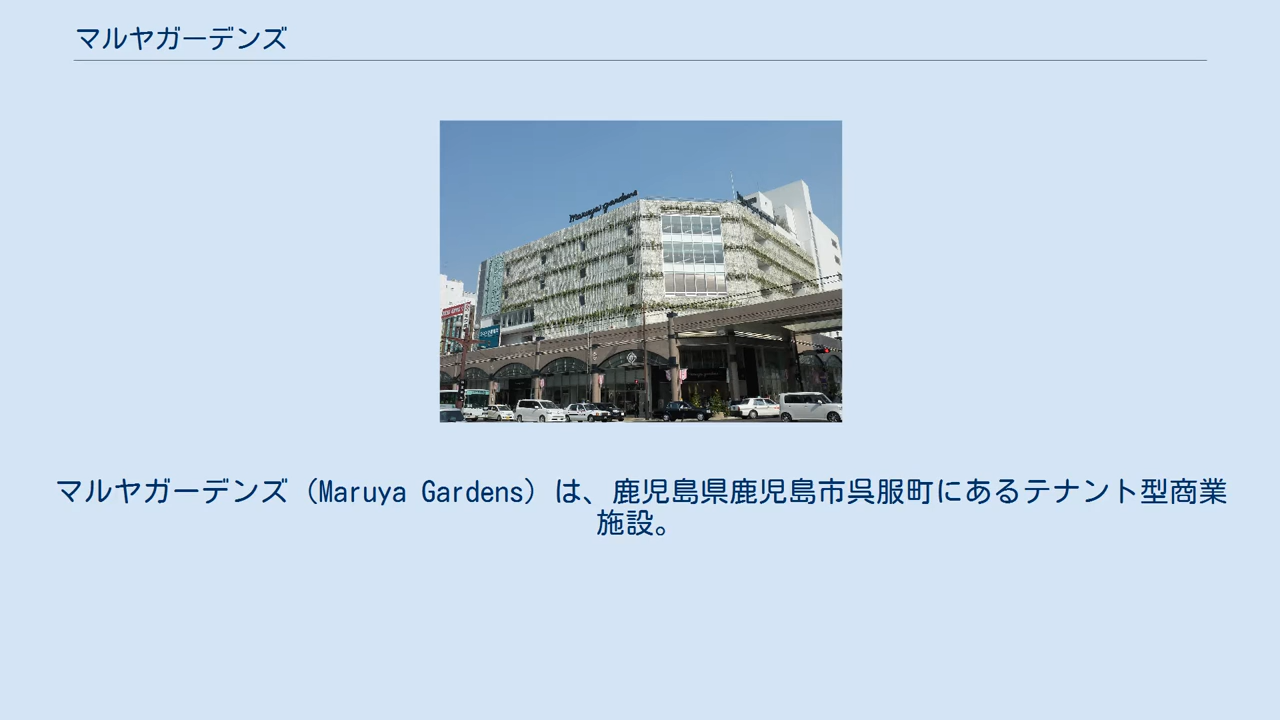 マルヤガーデンズ
maruya gardens
マルヤガーデンズ（Maruya Gardens）は、鹿児島県鹿児島市呉服町にあるテナント型商業
施設。